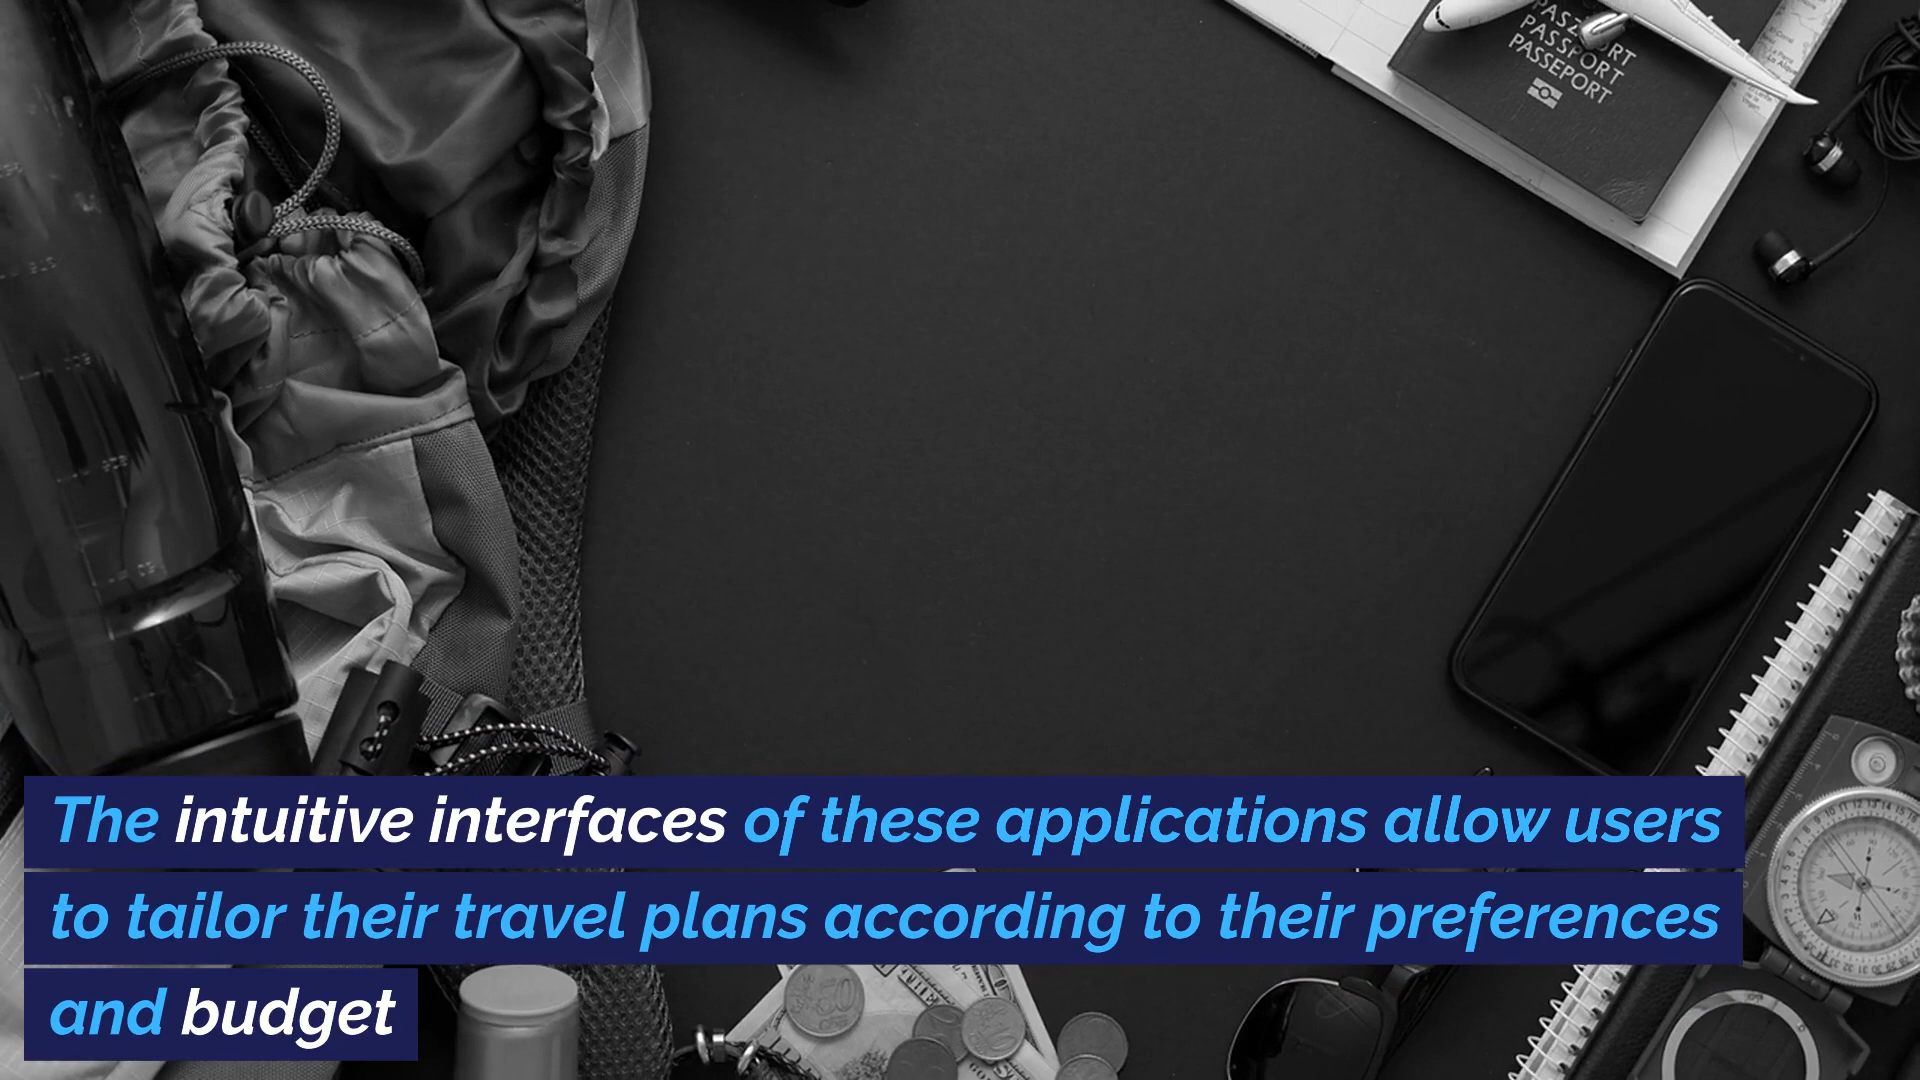 PASZPORT
PASSPORT
PASSEPORT
The intuitive interfaces of these applications allow users
to tailor their travel plans according to their preferences
and budget